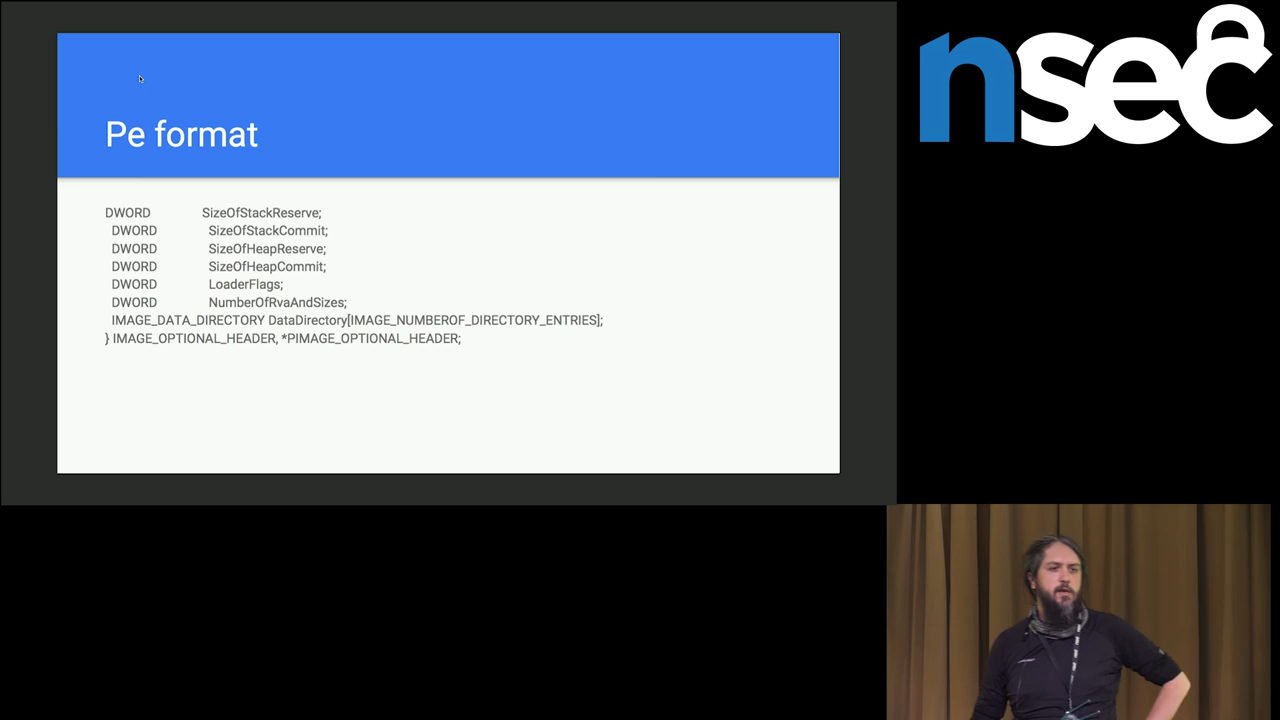 nsec
Pe format
DWORD SizeOfStackReserve;
DWORD SizeOfStackCommit;
DWORD SizeOfHeapReserve;
DWORD SizeOfHeapCommit;
DWORD LoaderFlags;
DWORD NumberOfRvaAndSizes;
IMAGE_DATA_DIRECTORY DataDirectory[IMAGE_NUMBEROF_DIRECTORY_ENTRIES];
} IMAGE_OPTIONAL_HEADER, *PIMAGE_OPTIONAL_HEADER;